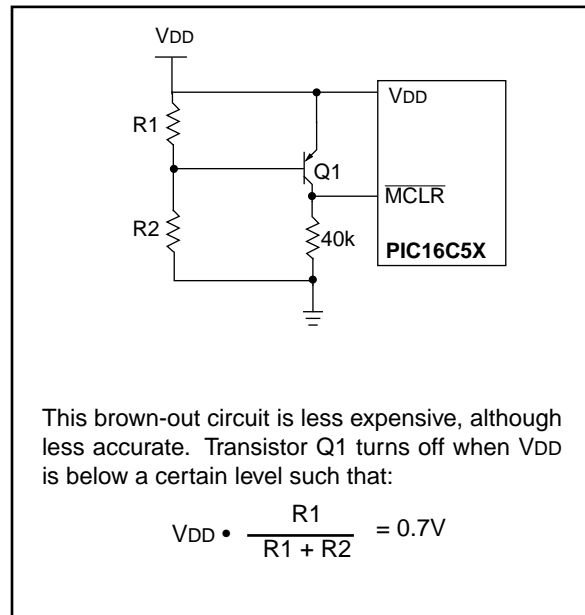 VDD
VDD
R1
Q1
MCLR
R2
40k
PIC16C5X
This brown-out circuit is less expensive, although
less accurate. Transistor Q1 turns off when VDD
is below a certain level such that:
VDD • R1 / R1 + R2 = 0.7V